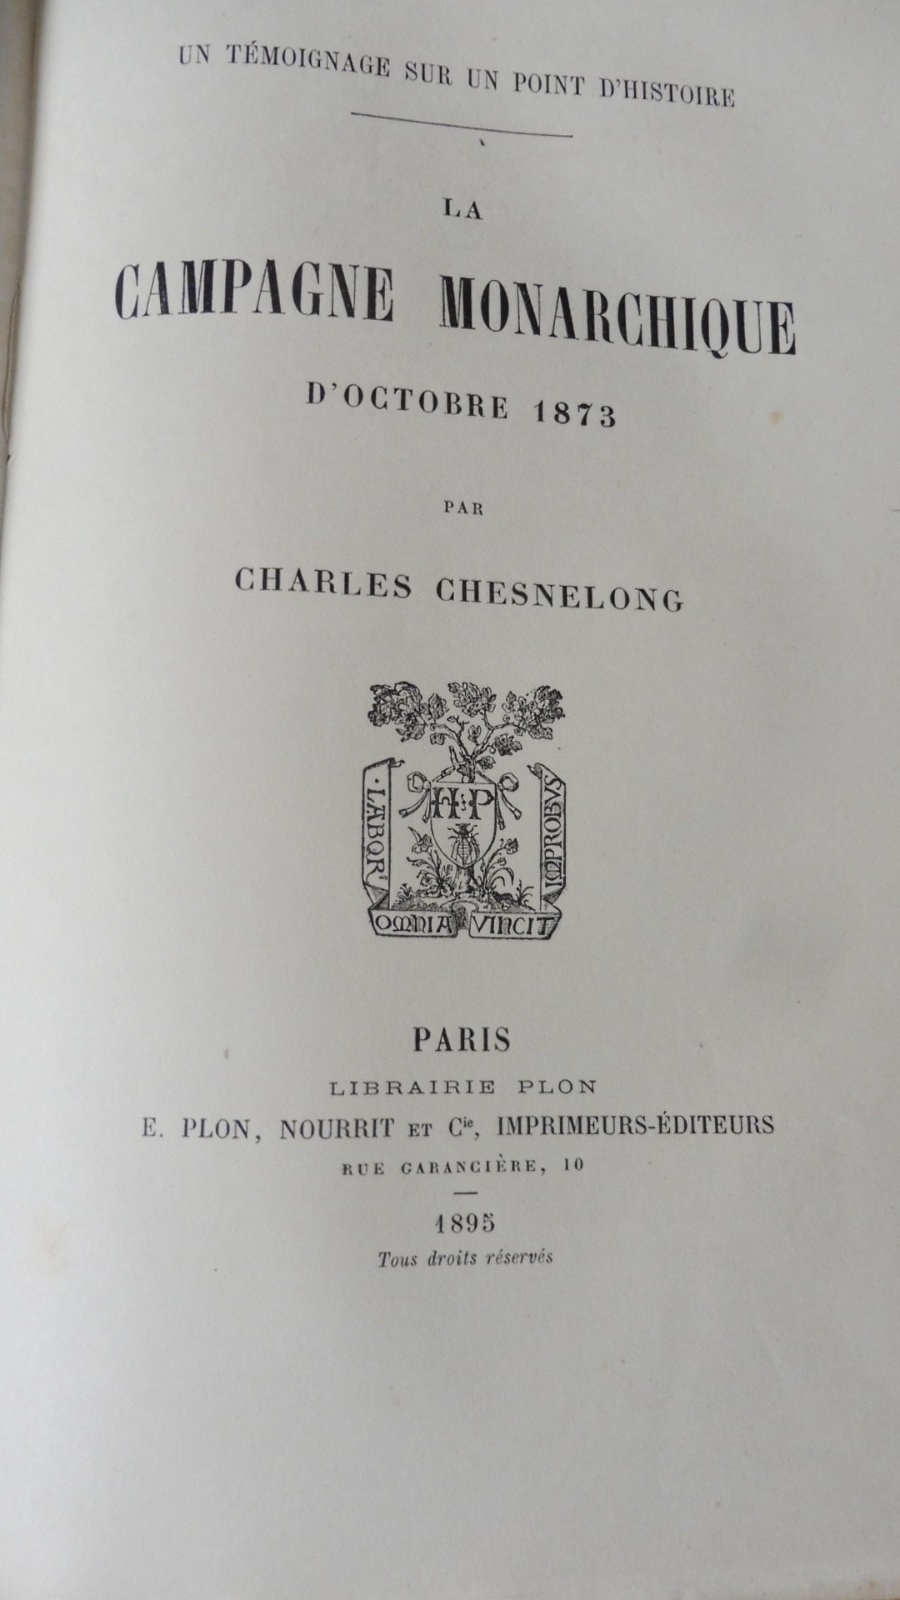 UN TÉMOIGNAGE SUR UN POINT D'HISTOIRE
LA
CAMPAGNE MONARCHIQUE
D'OCTOBRE 1873
PAR
CHARLES CHESNELONG
H P
LABOR
IMPROBVS
OMNIA VINCIT
PARIS
LIBRAIRIE PLON
E. PLON, NOURRIT ET Cie, IMPRIMEURS-ÉDITEURS
RUE GARANCIÈRE, 10
1895
Tous droits réservés